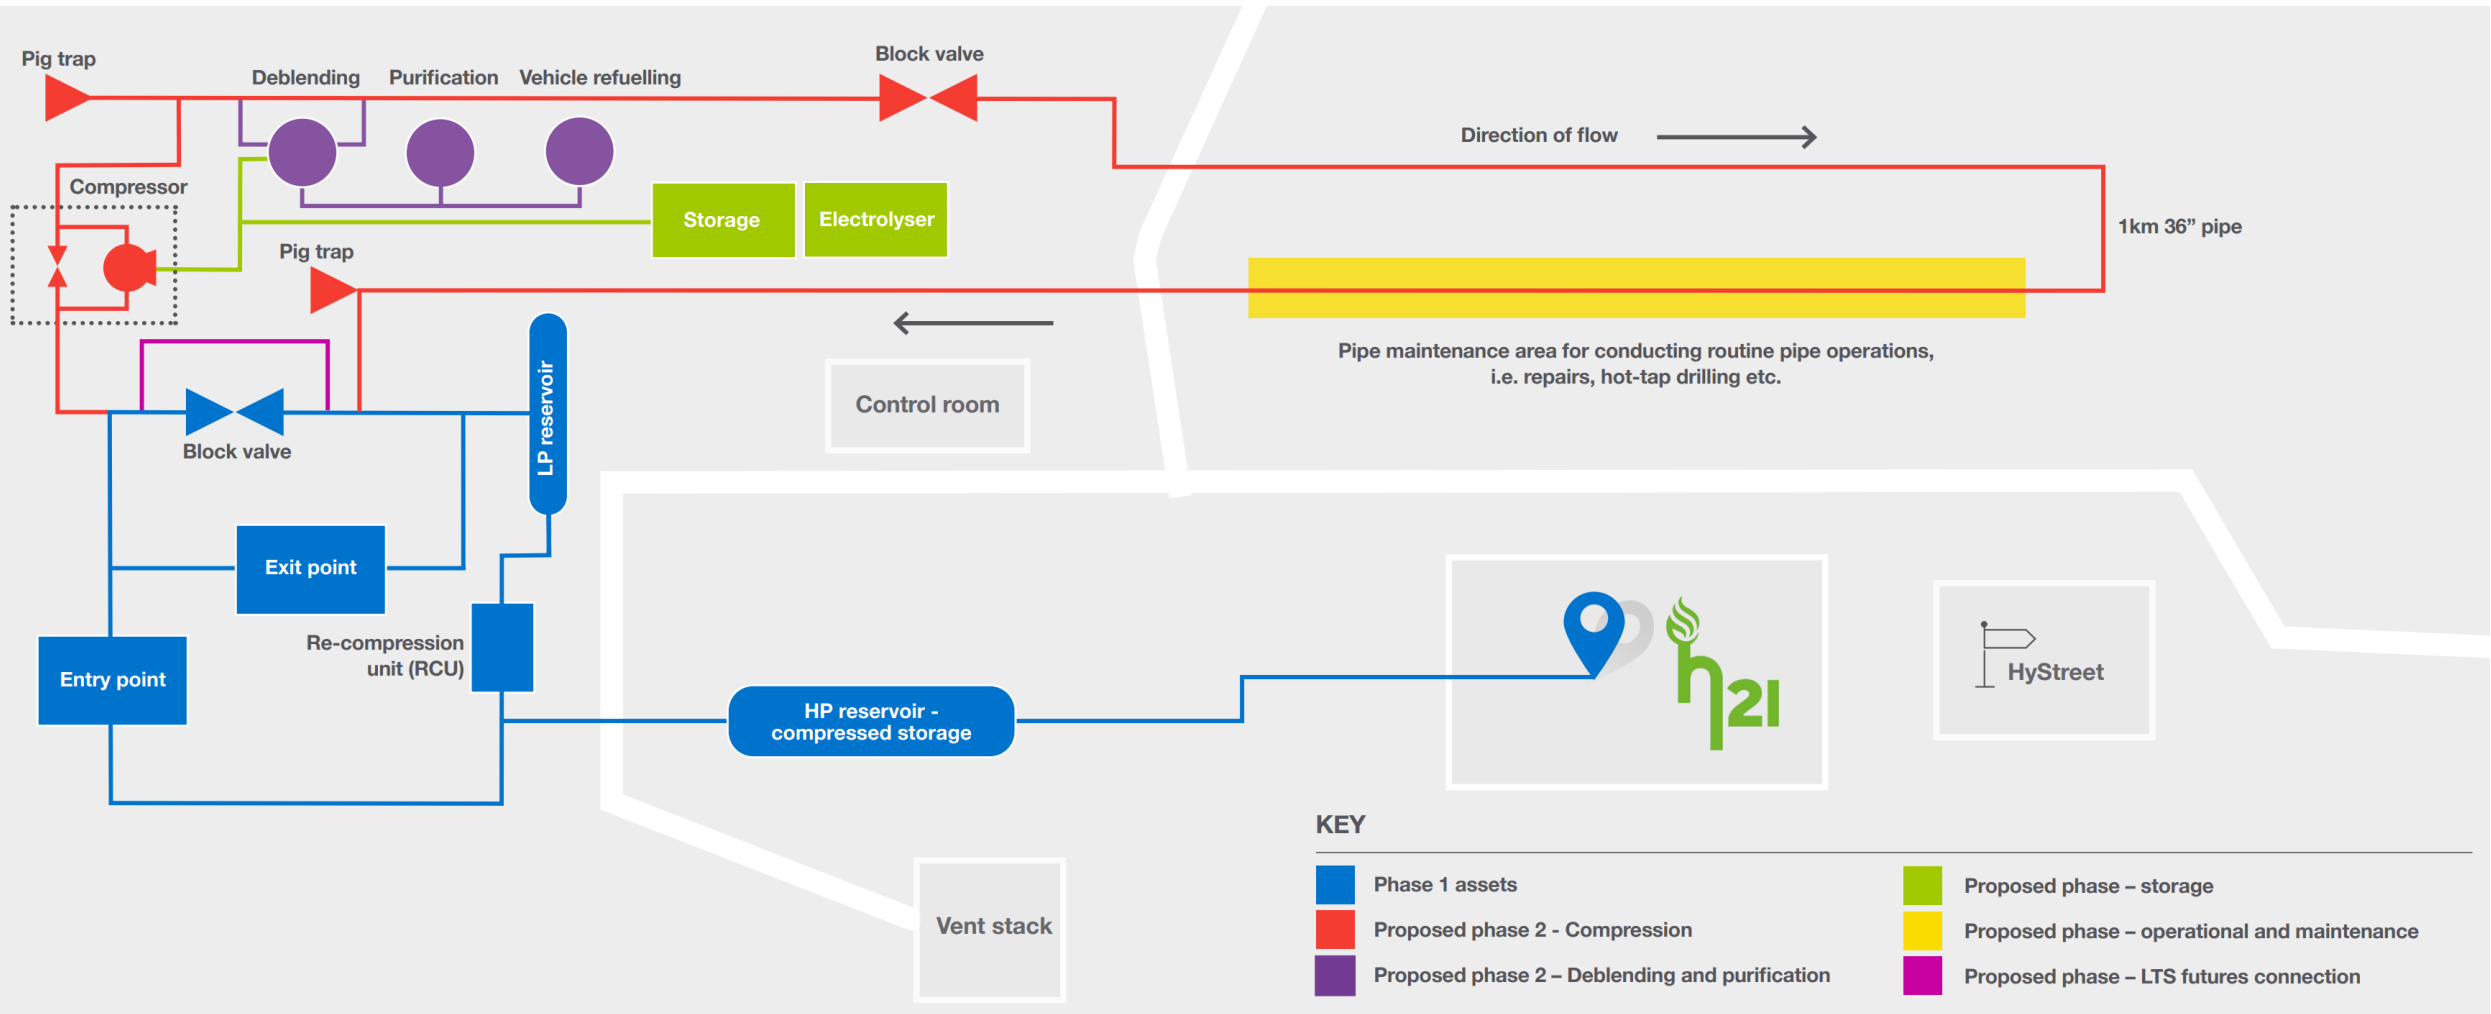 Pig trap
Deblending
Purification
Vehicle refuelling
Block valve
Direction of flow
Compressor
Storage
Electrolyser
1km 36” pipe
Pig trap
Pipe maintenance area for conducting routine pipe operations,
i.e. repairs, hot-tap drilling etc.
Control room
LP reservoir
Block valve
Exit point
Re-compression
unit (RCU)
Entry point
HP reservoir -
compressed storage
h21
HyStreet
Vent stack
KEY
Phase 1 assets
Proposed phase 2 - Compression
Proposed phase 2 – Deblending and purification
Proposed phase – storage
Proposed phase – operational and maintenance
Proposed phase – LTS futures connection